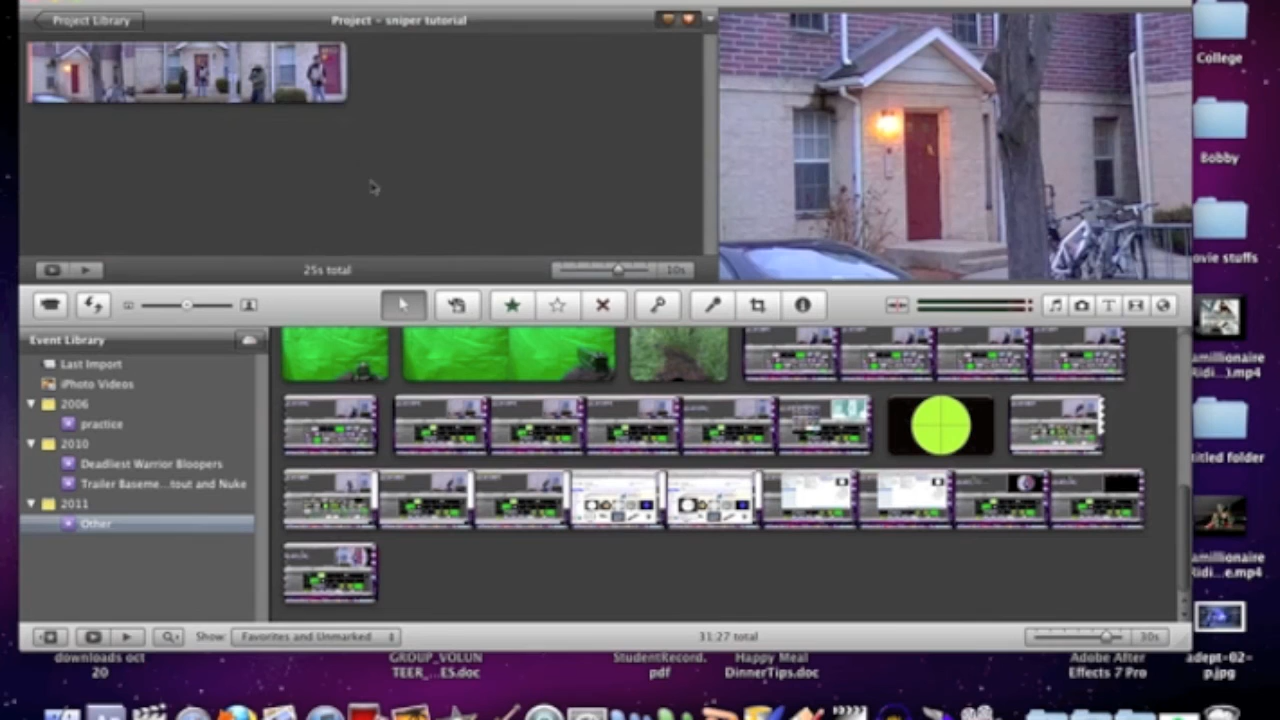 Project Library
Project - sniper tutorial
College
Bobby
25s total
10s
ovie stuffs
Event Library
Last Import
iPhoto Videos
2006
practice
2010
Deadliest Warrior Bloopers
Trailer Baseme...tout and Nuke
2011
Other
amillionaire
Ridi...).mp4
titled folder
amillionaire
Ridi...e.mp4
Show:
Favorites and Unmarked
31:27 total
30s
downloads oct
20
GROUP_VOLUN
TEER_...ES.doc
StudentRecord.
pdf
Happy Meal
DinnerTips.doc
Adobe After
Effects 7 Pro
adept-02-
p.jpg